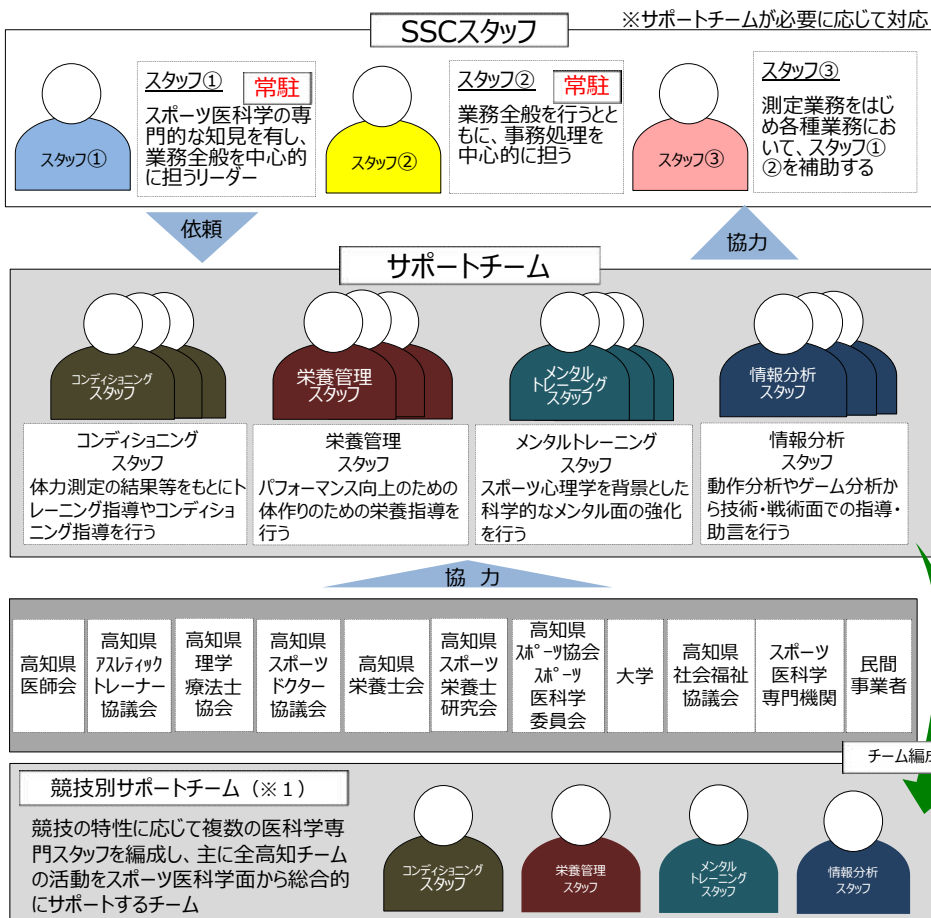 ※サポートチームが必要に応じて対応
SSCスタッフ
スタッフ①
スタッフ①
常駐
スポーツ医科学の専
門的な知見を有し、
業務全般を中心的
に担うリーダー
スタッフ②
スタッフ②
常駐
業務全般を行うとと
もに、事務処理を
中心的に担う
スタッフ③
スタッフ③
測定業務をはじ
め各種業務にお
いて、スタッフ①
②を補助する
依頼
協力
サポートチーム
コンディショニング
スタッフ
栄養管理
スタッフ
メンタル
トレーニング
スタッフ
情報分析
スタッフ
コンディショニング
スタッフ
体力測定の結果等をもとにト
レーニング指導やコンディショ
ニング指導を行う
栄養管理
スタッフ
パフォーマンス向上のための
体作りのための栄養指導を
行う
メンタルトレーニング
スタッフ
スポーツ心理学を背景とした
科学的なメンタル面の強化
を行う
情報分析
スタッフ
動作分析やゲーム分析から
技術・戦術面での指導・
助言を行う
協 力
高知県
医師会
高知県
ｱｽﾚﾃｨｯｸ
トレーナー
協議会
高知県
理学
療法士
協会
高知県
スポーツ
ドクター
協議会
高知県
栄養士会
高知県
スポーツ
栄養士
研究会
高知県
ｽﾎﾟｰﾂ協会
ｽﾎﾟｰﾂ
医科学
委員会
大学
高知県
社会福祉
協議会
スポーツ
医科学
専門機関
民間
事業者
チーム編成
競技別サポートチーム（※１）
競技の特性に応じて複数の医科学専
門スタッフを編成し、主に全高知チーム
の活動をスポーツ医科学面から総合的
にサポートするチーム
コンディショニング
スタッフ
栄養管理
スタッフ
メンタル
トレーニング
スタッフ
情報分析
スタッフ